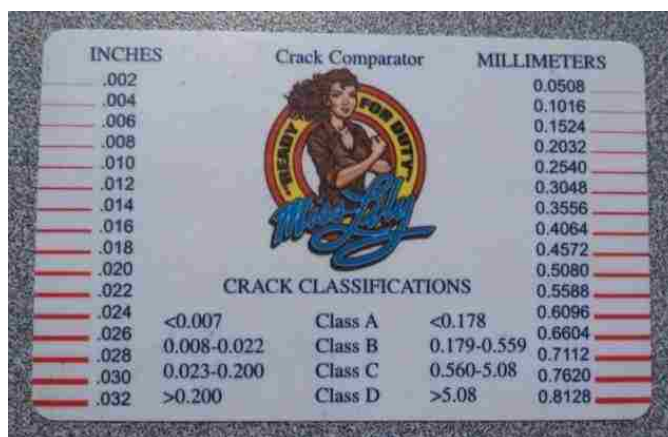 INCHES Crack Comparator MILLIMETERS
.002 0.0508
.004 0.1016
.006 0.1524
.008 0.2032
.010 0.2540
.012 0.3048
.014 0.3556
.016 0.4064
.018 0.4572
.020 0.5080
.022 0.5588
.024 0.6096
.026 0.6604
.028 0.7112
.030 0.7620
.032 0.8128
"READY FOR DUTY"
Miss Lilly
CRACK CLASSIFICATIONS
<0.007 Class A <0.178
0.008-0.022 Class B 0.179-0.559
0.023-0.200 Class C 0.560-5.08
>0.200 Class D >5.08